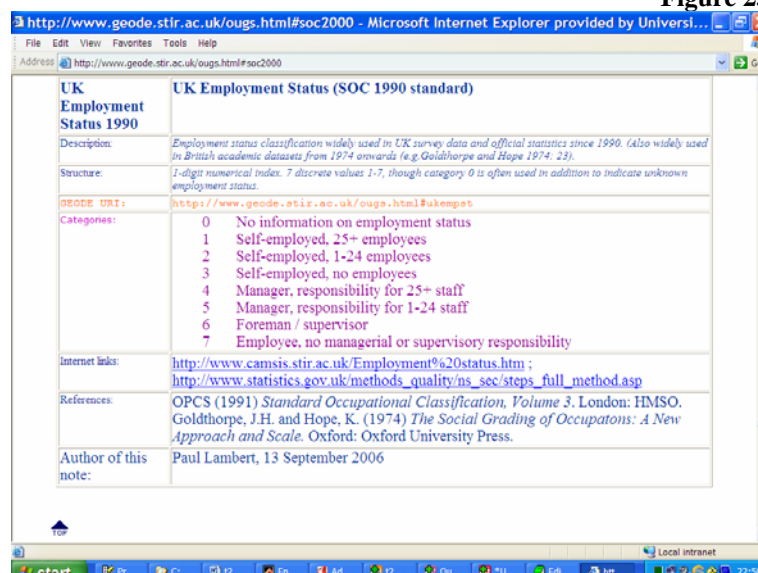 Figure 2
http://www.geode.stir.ac.uk/ougs.html#soc2000 - Microsoft Internet Explorer provided by Universi...
File Edit View Favorites Tools Help
Address http://www.geode.stir.ac.uk/ougs.html#soc2000 G
UK Employment Status 1990
UK Employment Status (SOC 1990 standard)
Description:
Employment status classification widely used in UK survey data and official statistics since 1990. (Also widely used
in British academic datasets from 1974 onwards (e.g.Goldthorpe and Hope 1974: 23).
Structure:
1-digit numerical index. 7 discrete values 1-7, though category 0 is often used in addition to indicate unknown
employment status.
GEODE URI:
http://www.geode.stir.ac.uk/ougs.html#ukempst
Categories:
0 No information on employment status
1 Self-employed, 25+ employees
2 Self-employed, 1-24 employees
3 Self-employed, no employees
4 Manager, responsibility for 25+ staff
5 Manager, responsibility for 1-24 staff
6 Foreman / supervisor
7 Employee, no managerial or supervisory responsibility
Internet links:
http://www.camsis.stir.ac.uk/Employment%20status.htm ;
http://www.statistics.gov.uk/methods_quality/ns_sec/steps_full_method.asp
References:
OPCS (1991) Standard Occupational Classification, Volume 3. London: HMSO.
Goldthorpe, J.H. and Hope, K. (1974) The Social Grading of Occupatons: A New
Approach and Scale. Oxford: Oxford University Press.
Author of this
note:
Paul Lambert, 13 September 2006
TOP
Local intranet
start